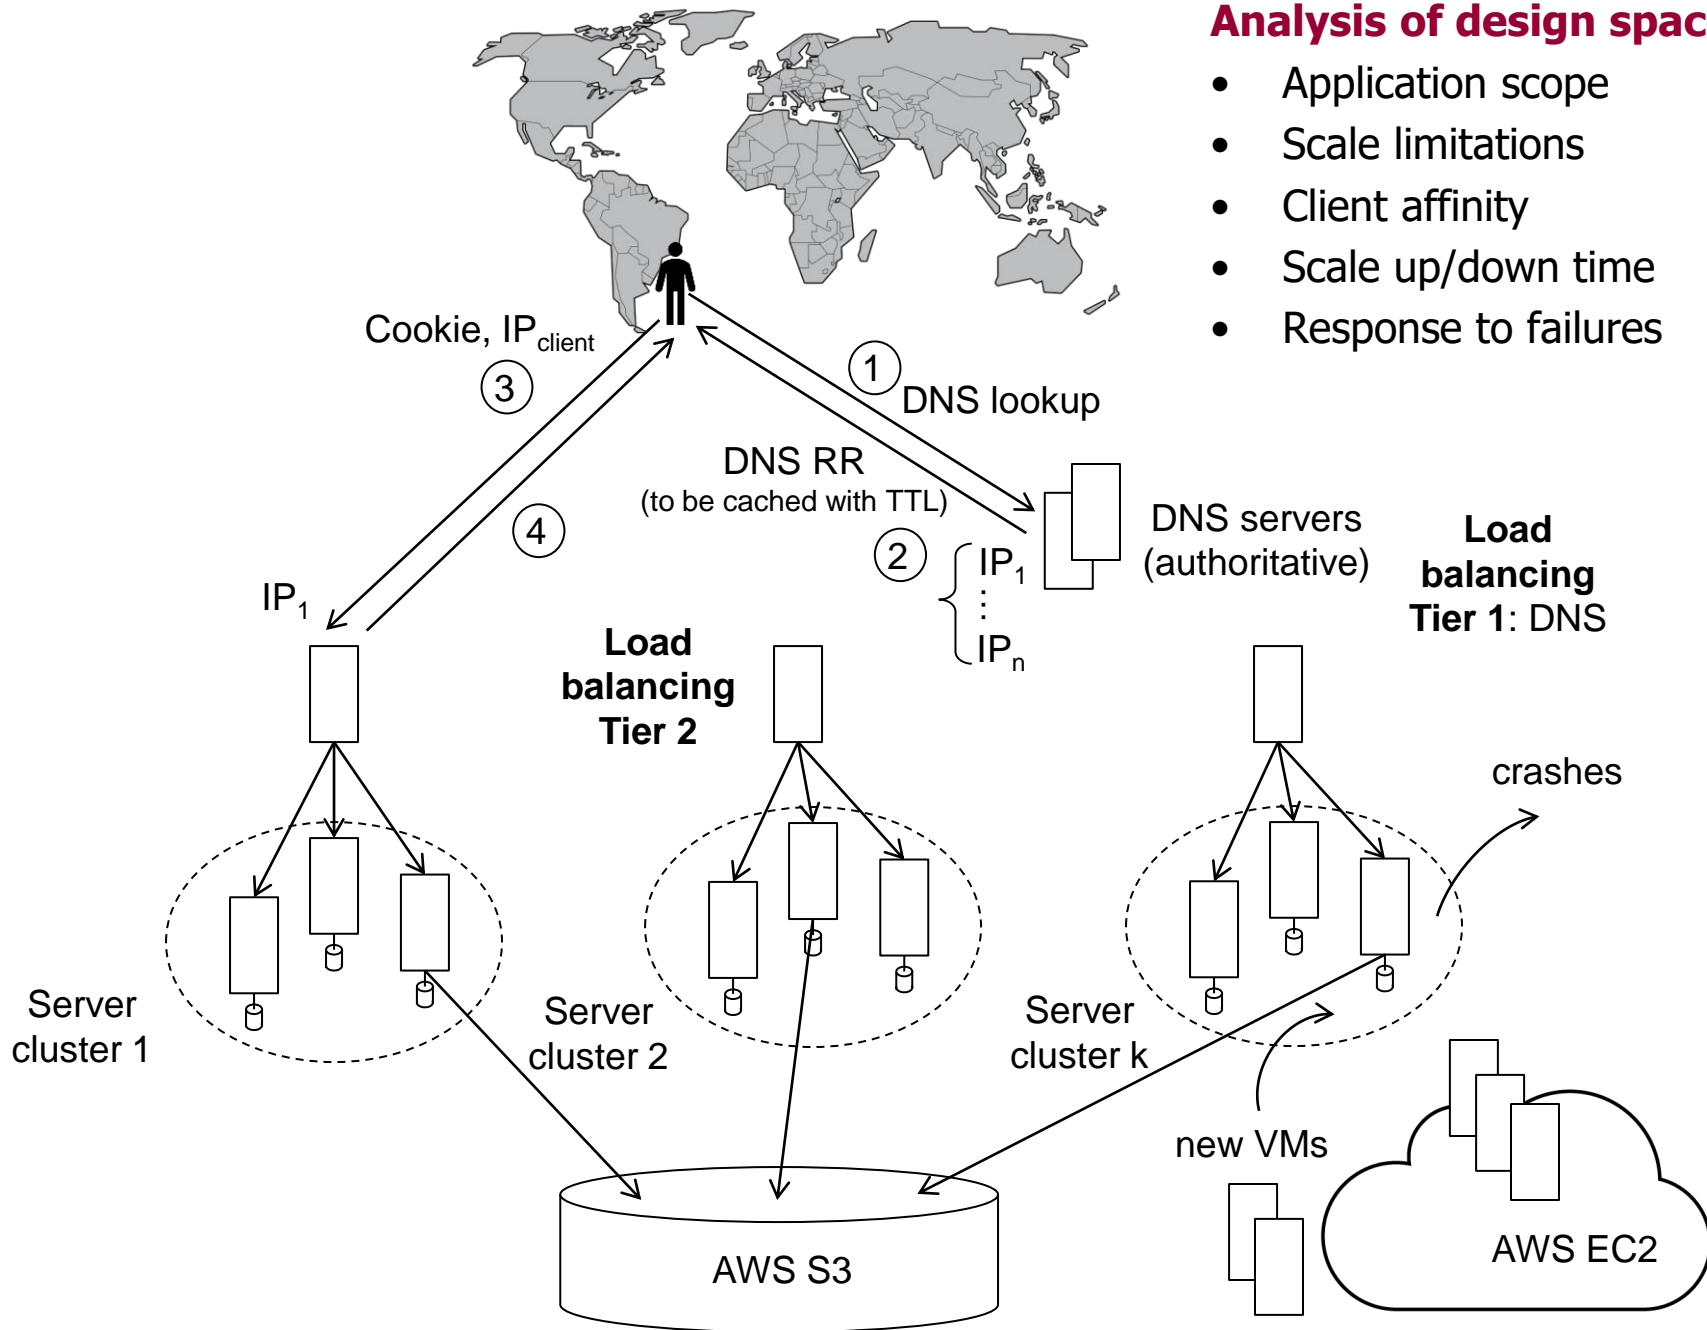 Analysis of design spac
• Application scope
• Scale limitations
• Client affinity
• Scale up/down time
• Response to failures
Cookie, IPclient
3
1
DNS lookup
DNS RR
(to be cached with TTL)
4
2
DNS servers
(authoritative)
IP1
⋮
IPn
Load
balancing
Tier 1: DNS
IP1
Load
balancing
Tier 2
crashes
Server
cluster 1
Server
cluster 2
Server
cluster k
new VMs
AWS S3
AWS EC2